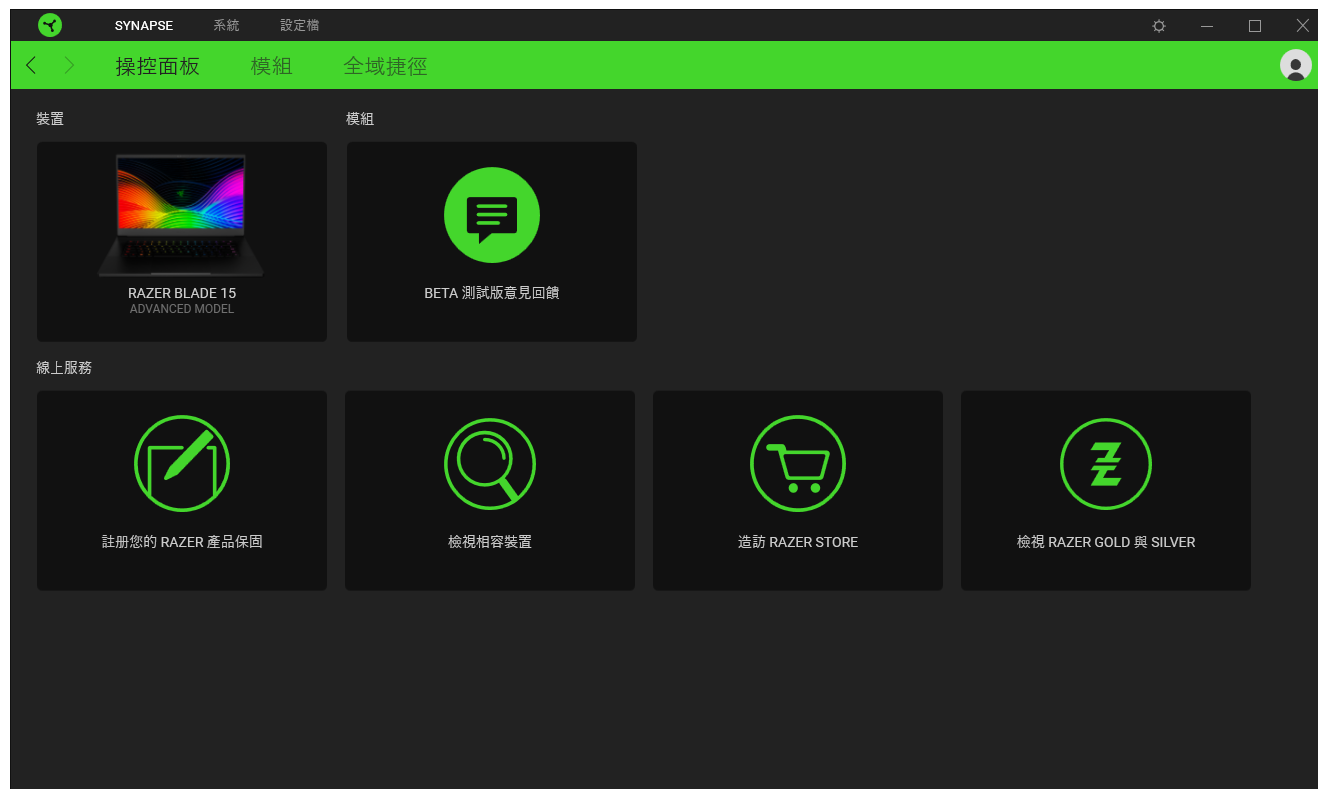 SYNAPSE 系統 設定檔
操控面板 模組 全域捷徑
裝置 模組
RAZER BLADE 15
ADVANCED MODEL
BETA 測試版意見回饋
線上服務
註册您的 RAZER 產品保固
檢視相容裝置
造訪 RAZER STORE
檢視 RAZER GOLD 與 SILVER